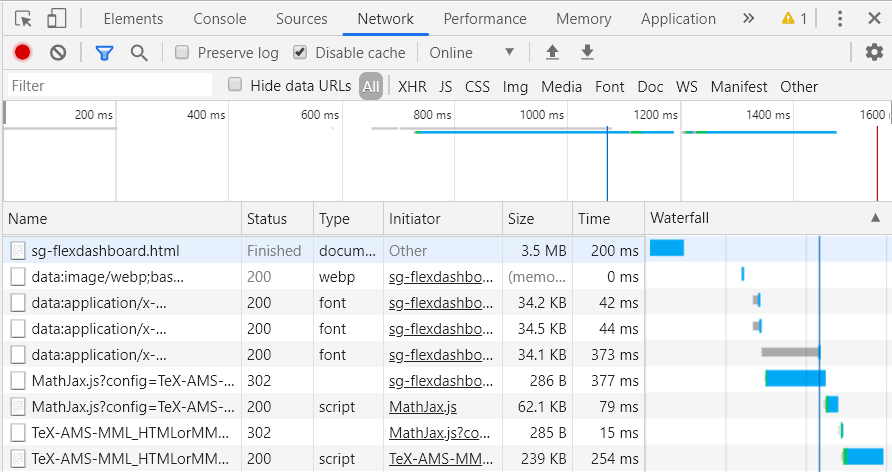 Elements Console Sources Network Performance Memory Application » 1
Preserve log Disable cache Online
Filter Hide data URLs All XHR JS CSS Img Media Font Doc WS Manifest Other
200 ms 400 ms 600 ms 800 ms 1000 ms 1200 ms 1400 ms 1600 m
Name Status Type Initiator Size Time Waterfall
sg-flexdashboard.html Finished docum... Other 3.5 MB 200 ms
data:image/webp;bas... 200 webp sg-flexdashbo... (memo... 0 ms
data:application/x-... 200 font sg-flexdashbo... 34.2 KB 42 ms
data:application/x-... 200 font sg-flexdashbo... 34.5 KB 44 ms
data:application/x-... 200 font sg-flexdashbo... 34.1 KB 373 ms
MathJax.js?config=TeX-AMS-... 302 sg-flexdashbo... 286 B 377 ms
MathJax.js?config=TeX-AMS-... 200 script MathJax.js 62.1 KB 79 ms
TeX-AMS-MML_HTMLorMM... 302 MathJax.js?co... 285 B 15 ms
TeX-AMS-MML_HTMLorMM... 200 script TeX-AMS-MM... 239 KB 254 ms